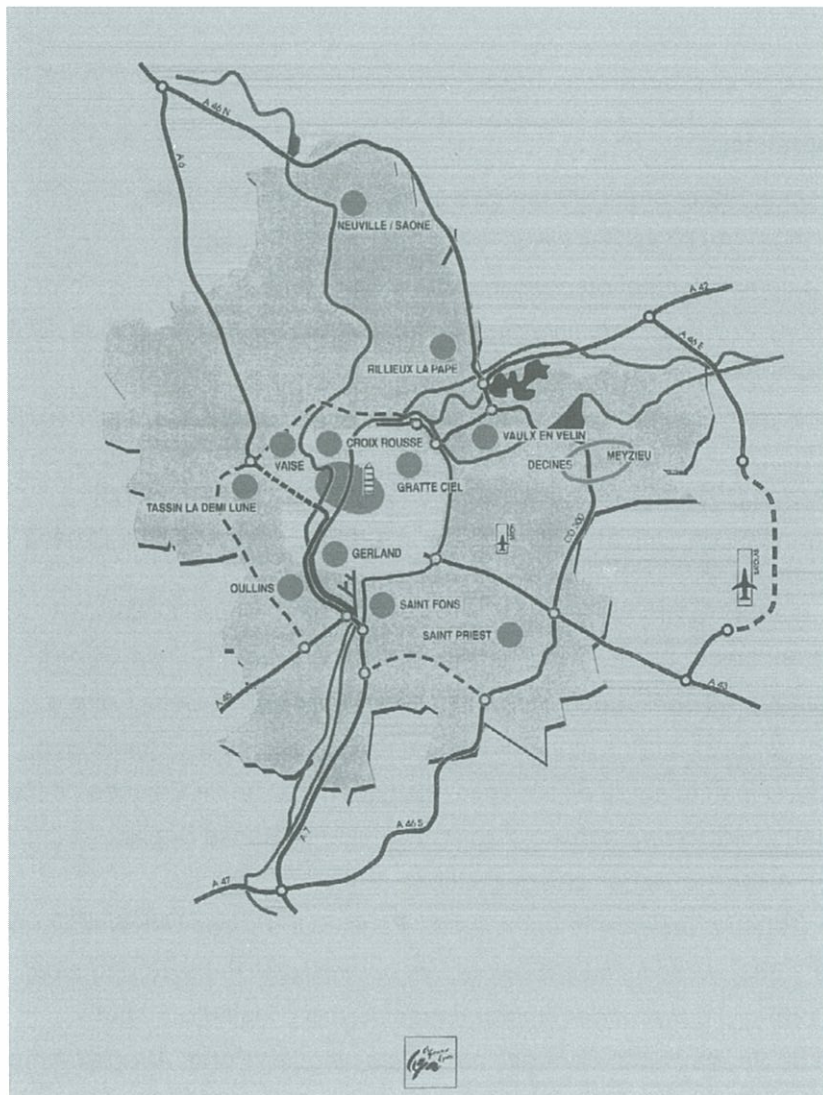 A 46 N
A 6
NEUVILLE / SAONE
A 42
A 46 E
RILLIEUX LA PAPE
CROIX ROUSSE
VAULX EN VELIN
VAISE
DECINES
MEYZIEU
GRATTE CIEL
TASSIN LA DEMI LUNE
GERLAND
OULLINS
SAINT FONS
SAINT PRIEST
A 45
A 43
A 46 S
A 7
A 47